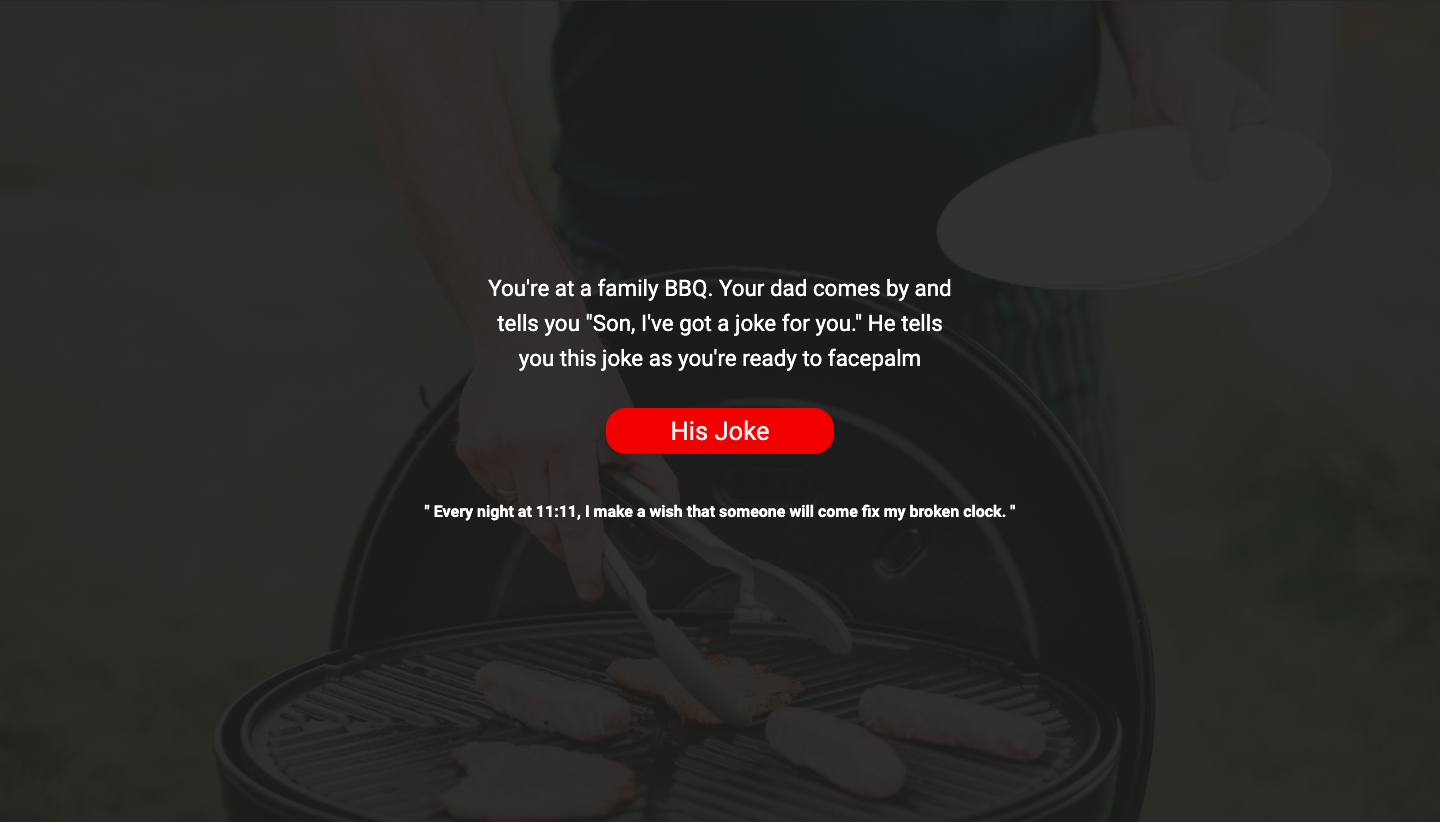 You're at a family BBQ. Your dad comes by and
tells you "Son, I've got a joke for you." He tells
you this joke as you're ready to facepalm
His Joke
" Every night at 11:11, I make a wish that someone will come fix my broken clock. "